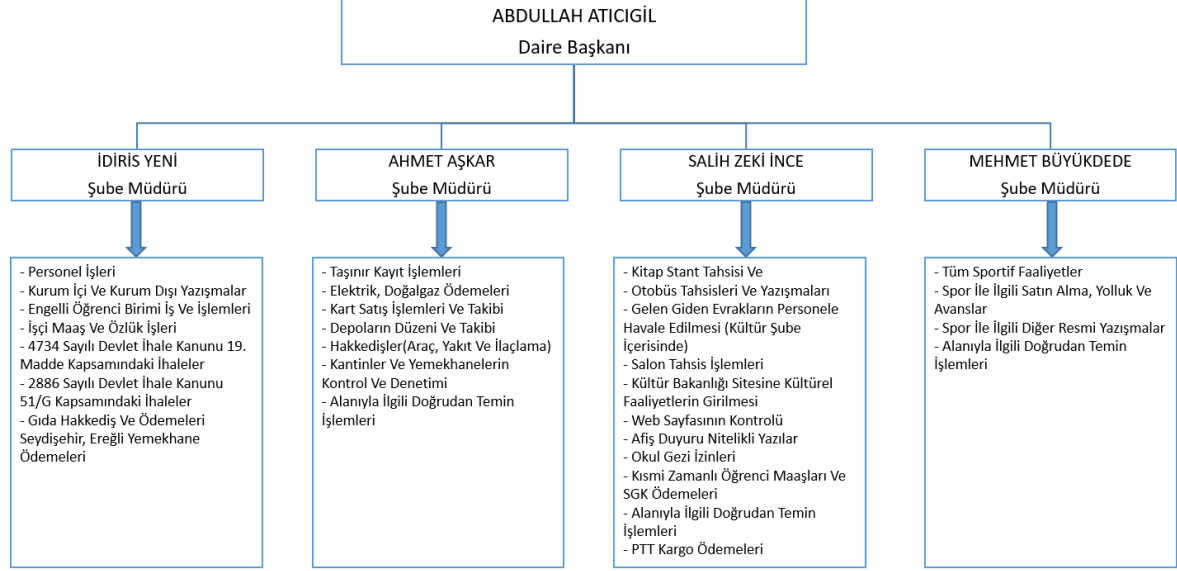 ABDULLAH ATICIGİL
Daire Başkanı
İDİRİS YENİ
Şube Müdürü
AHMET AŞKAR
Şube Müdürü
SALİH ZEKİ İNCE
Şube Müdürü
MEHMET BÜYÜKDEDE
Şube Müdürü
- Personel İşleri
- Kurum İçi Ve Kurum Dışı Yazışmalar
- Engelli Öğrenci Birimi İş Ve İşlemleri
- İşçi Maaş Ve Özlük İşleri
- 4734 Sayılı Devlet İhale Kanunu 19.
Madde Kapsamındaki İhaleler
- 2886 Sayılı Devlet İhale Kanunu
51/G Kapsamındaki İhaleler
- Gıda Hakkediş Ve Ödemeleri
Seydişehir, Ereğli Yemekhane
Ödemeleri
- Taşınır Kayıt İşlemleri
- Elektrik, Doğalgaz Ödemeleri
- Kart Satış İşlemleri Ve Takibi
- Depoların Düzeni Ve Takibi
- Hakkedişler(Araç, Yakıt Ve İlaçlama)
- Kantinler Ve Yemekhanelerin
Kontrol Ve Denetimi
- Alanıyla İlgili Doğrudan Temin
İşlemleri
- Kitap Stant Tahsisi Ve
- Otobüs Tahsisleri Ve Yazışmaları
- Gelen Giden Evrakların Personele
Havale Edilmesi (Kültür Şube
İçerisinde)
- Salon Tahsis İşlemleri
- Kültür Bakanlığı Sitesine Kültürel
Faaliyetlerin Girilmesi
- Web Sayfasının Kontrolü
- Afiş Duyuru Nitelikli Yazılar
- Okul Gezi İzinleri
- Kısmi Zamanlı Öğrenci Maaşları Ve
SGK Ödemeleri
- Alanıyla İlgili Doğrudan Temin
İşlemleri
- PTT Kargo Ödemeleri
- Tüm Sportif Faaliyetler
- Spor İle İlgili Satın Alma, Yolluk Ve
Avanslar
- Spor İle İlgili Diğer Resmi Yazışmalar
- Alanıyla İlgili Doğrudan Temin
İşlemleri